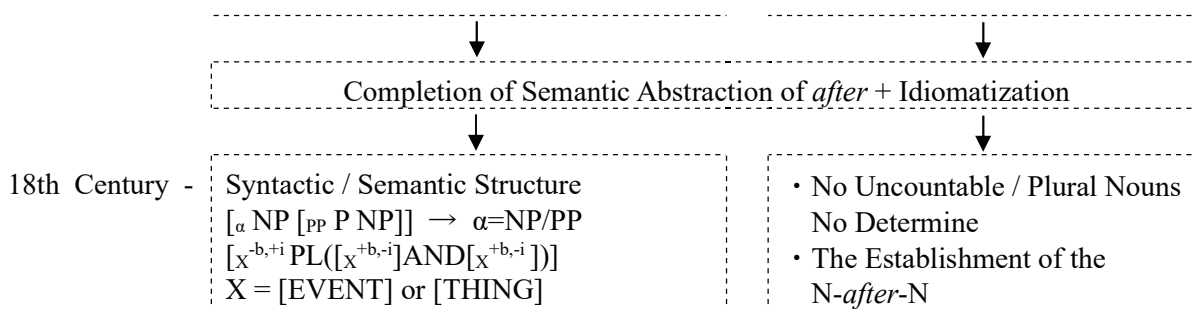 Completion of Semantic Abstraction of after + Idiomatization
18th Century -
Syntactic / Semantic Structure
[α NP [PP P NP]] → α=NP/PP
[X-b,+i PL([X+b,-i]AND[X+b,-i ])]
X = [EVENT] or [THING]
・No Uncountable / Plural Nouns
No Determine
・The Establishment of the
N-after-N